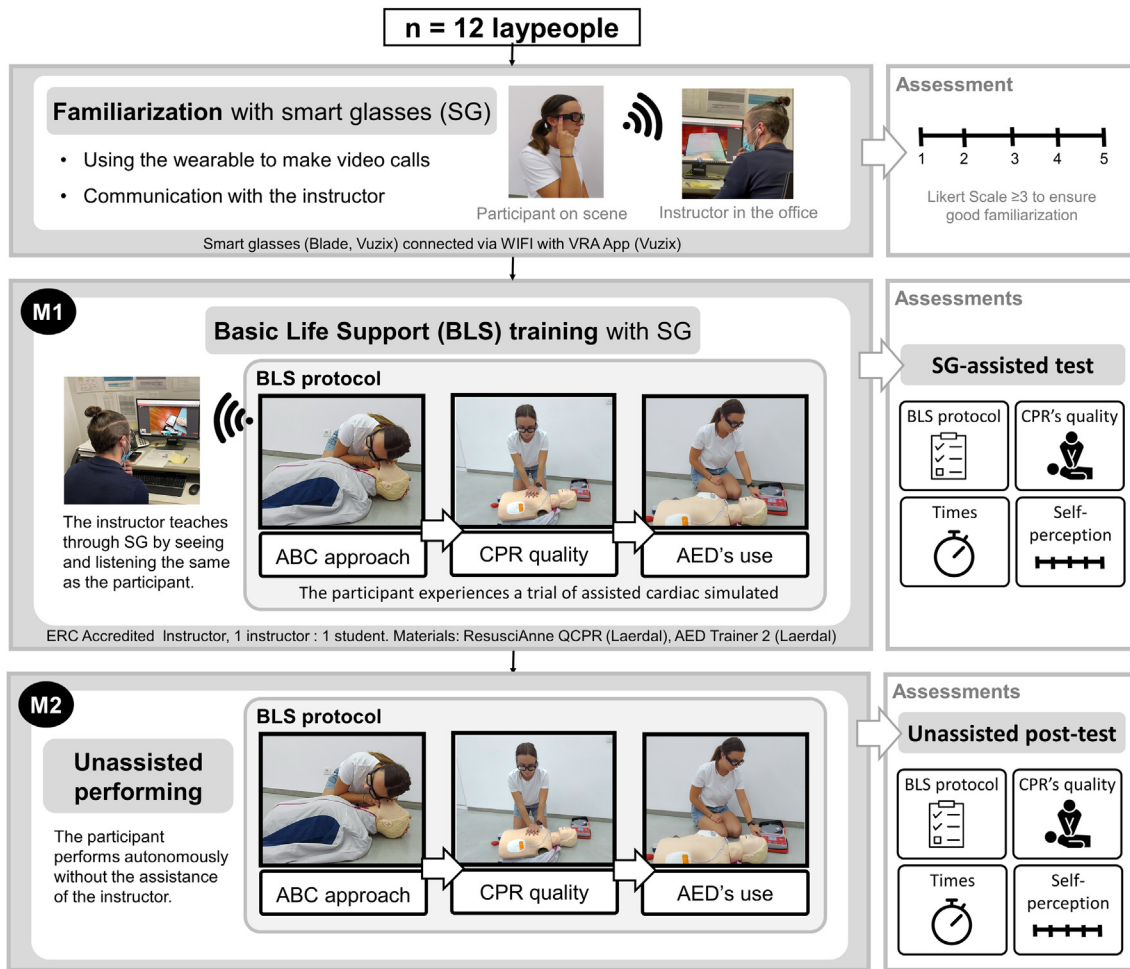 n = 12 laypeople
Familiarization with smart glasses (SG)
• Using the wearable to make video calls
• Communication with the instructor
Participant on scene
Instructor in the office
Smart glasses (Blade, Vuzix) connected via WIFI with VRA App (Vuzix)
Assessment
1 2 3 4 5
Likert Scale ≥3 to ensure
good familiarization
M1
Basic Life Support (BLS) training with SG
BLS protocol
The instructor teaches
through SG by seeing
and listening the same
as the participant.
ABC approach
CPR quality
AED's use
The participant experiences a trial of assisted cardiac simulated
ERC Accredited Instructor, 1 instructor : 1 student. Materials: ResusciAnne QCPR (Laerdal), AED Trainer 2 (Laerdal)
Assessments
SG-assisted test
BLS protocol
CPR's quality
Times
Self-
perception
M2
Unassisted
performing
The participant
performs autonomously
without the assistance
of the instructor.
BLS protocol
ABC approach
CPR quality
AED's use
Assessments
Unassisted post-test
BLS protocol
CPR's quality
Times
Self-
perception